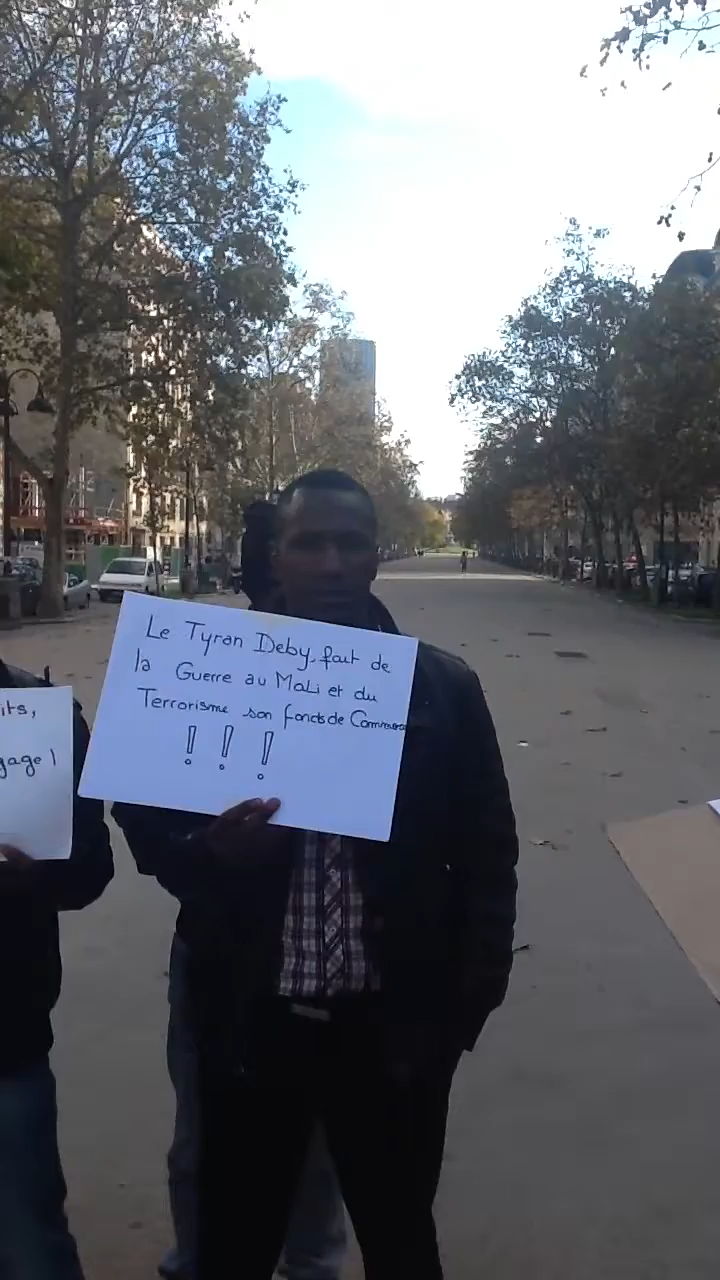 Le Tyran Deby, fait de
la Guerre au MaLi et du
Terrorisme son fonds de Commerce
! ! !
its,
gage !